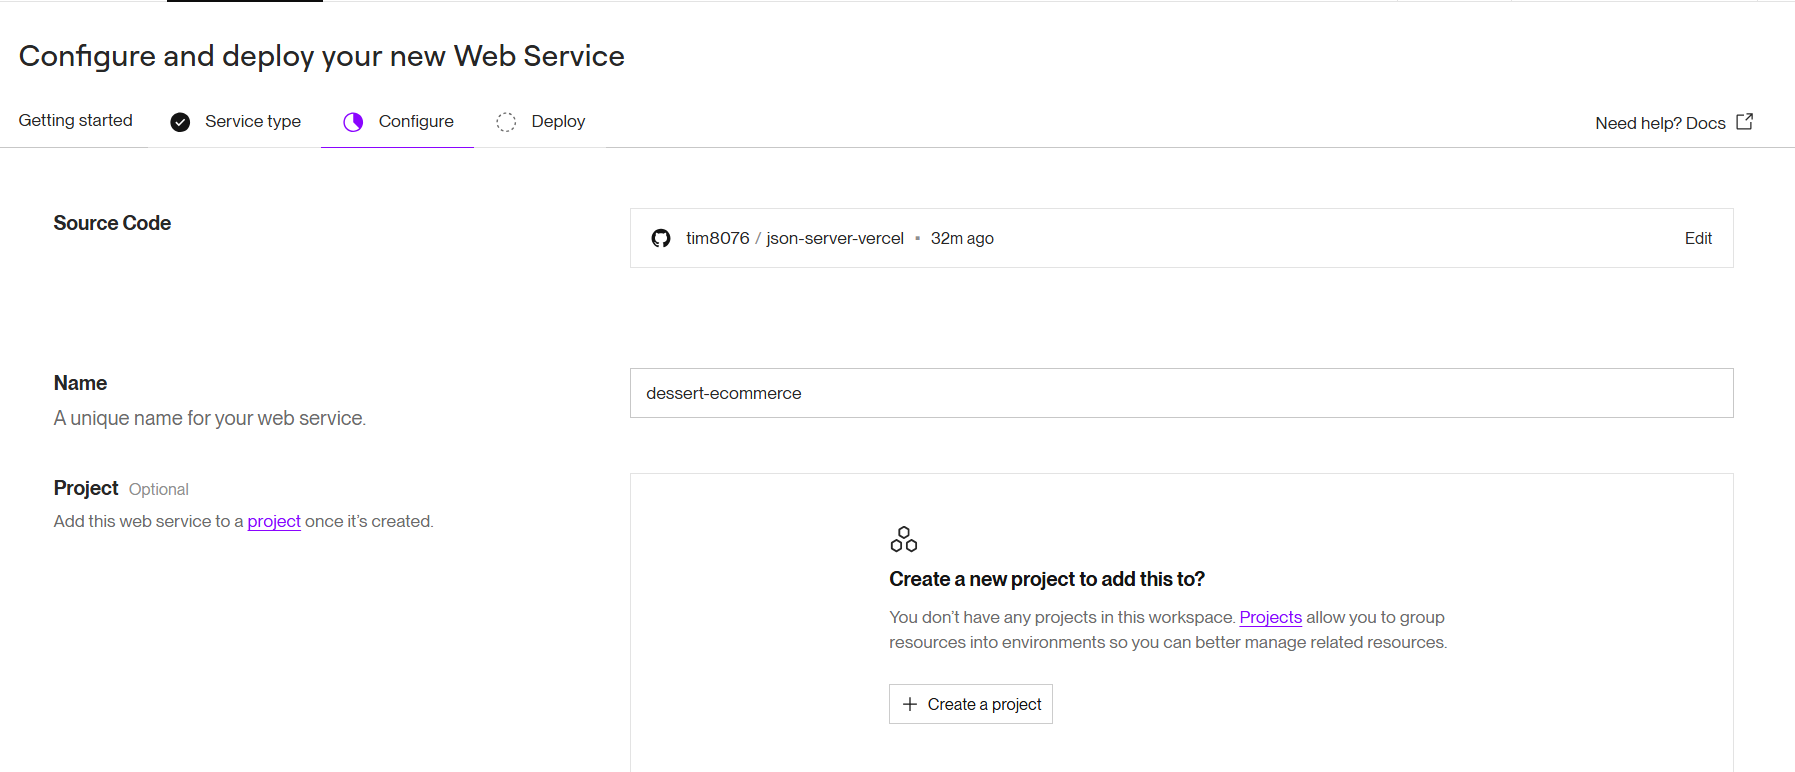 Configure and deploy your new Web Service
Getting started
Service type
Configure
Deploy
Need help? Docs
Source Code
tim8076 / json-server-vercel • 32m ago
Edit
Name
A unique name for your web service.
dessert-ecommerce
Project Optional
Add this web service to a project once it’s created.
Create a new project to add this to?
You don’t have any projects in this workspace. Projects allow you to group
resources into environments so you can better manage related resources.
+ Create a project